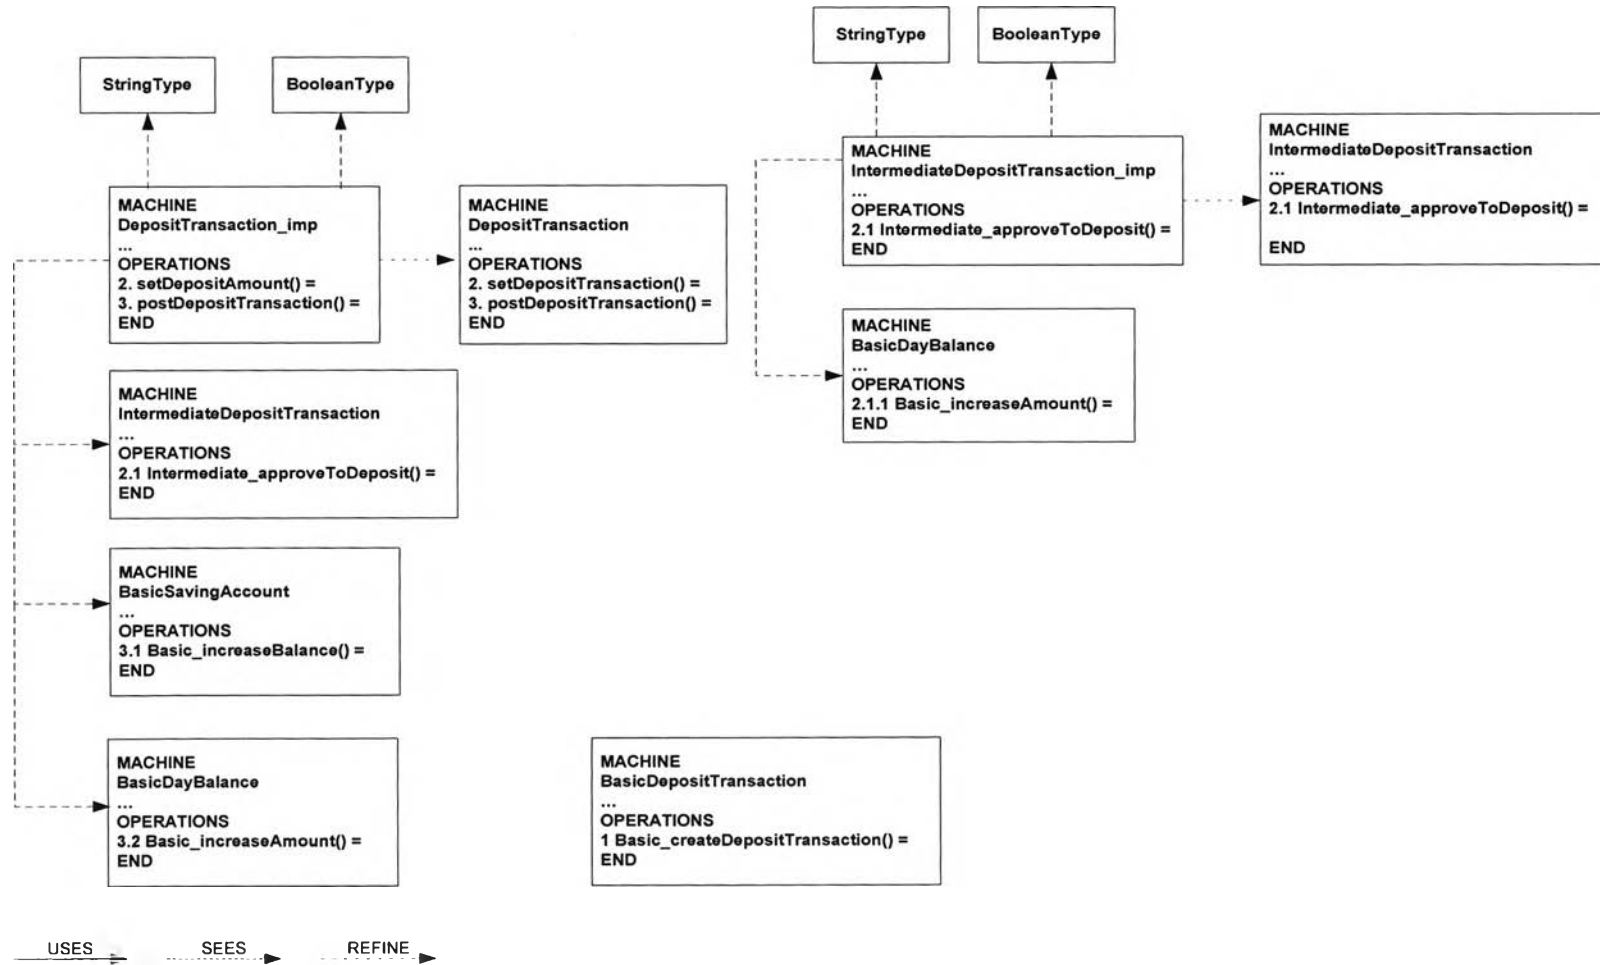 StringType
BooleanType
MACHINE
DepositTransaction_imp
...
OPERATIONS
2. setDepositAmount() =
3. postDepositTransaction() =
END
MACHINE
DepositTransaction
...
OPERATIONS
2. setDepositTransaction() =
3. postDepositTransaction() =
END
MACHINE
IntermediateDepositTransaction
...
OPERATIONS
2.1 Intermediate_approveToDeposit() =
END
MACHINE
BasicSavingAccount
...
OPERATIONS
3.1 Basic_increaseBalance() =
END
MACHINE
BasicDayBalance
...
OPERATIONS
3.2 Basic_increaseAmount() =
END
StringType
BooleanType
MACHINE
IntermediateDepositTransaction_imp
...
OPERATIONS
2.1 Intermediate_approveToDeposit() =
END
MACHINE
IntermediateDepositTransaction
...
OPERATIONS
2.1 Intermediate_approveToDeposit() =
END
MACHINE
BasicDayBalance
...
OPERATIONS
2.1.1 Basic_increaseAmount() =
END
MACHINE
BasicDepositTransaction
...
OPERATIONS
1 Basic_createDepositTransaction() =
END
USES
SEES
REFINE